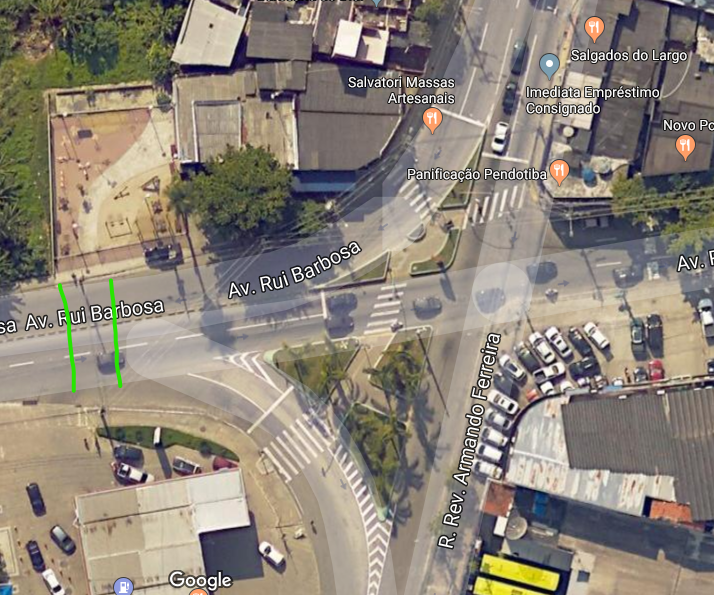 Salgados do Largo
Salvatori Massas
Artesanais
Imediata Empréstimo
Consignado
Novo Po
Panificação Pendotiba
Av. Rui Barbosa
Av. R
sa Av. Rui Barbosa
R. Rev. Armando Ferreira
Google